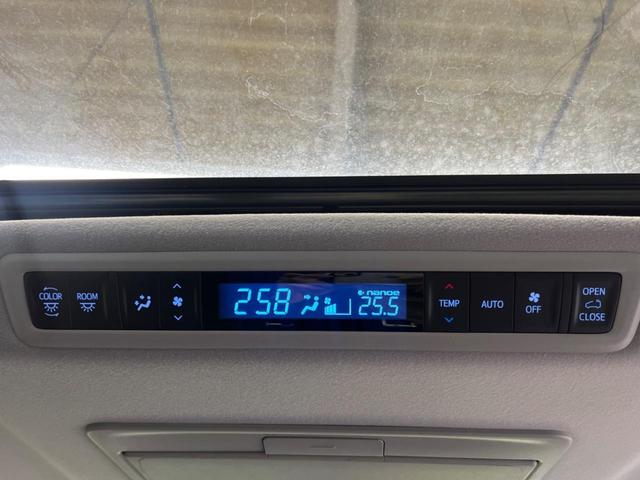 COLOR
ROOM
258
nanoe
25.5
TEMP
AUTO
OFF
OPEN
CLOSE